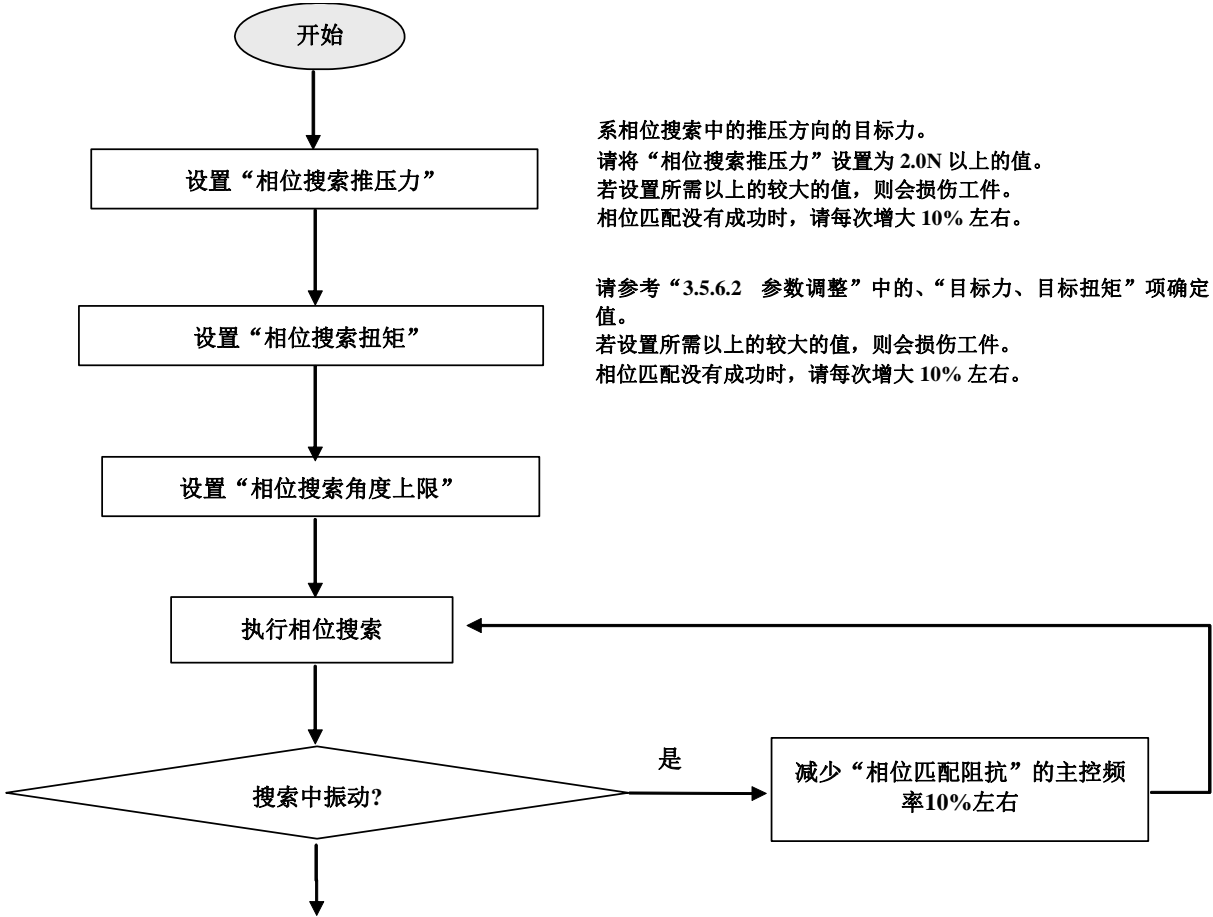 开始
系相位搜索中的推压方向的目标力。
请将“相位搜索推压力”设置为 2.0N 以上的值。
若设置所需以上的较大的值，则会损伤工件。
相位匹配没有成功时，请每次增大 10% 左右。
设置“相位搜索推压力”
请参考“3.5.6.2 参数调整”中的、“目标力、目标扭矩”项确定
值。
若设置所需以上的较大的值，则会损伤工件。
相位匹配没有成功时，请每次增大 10% 左右。
设置“相位搜索扭矩”
设置“相位搜索角度上限”
执行相位搜索
搜索中振动?
是
减少“相位匹配阻抗”的主控频
率10%左右